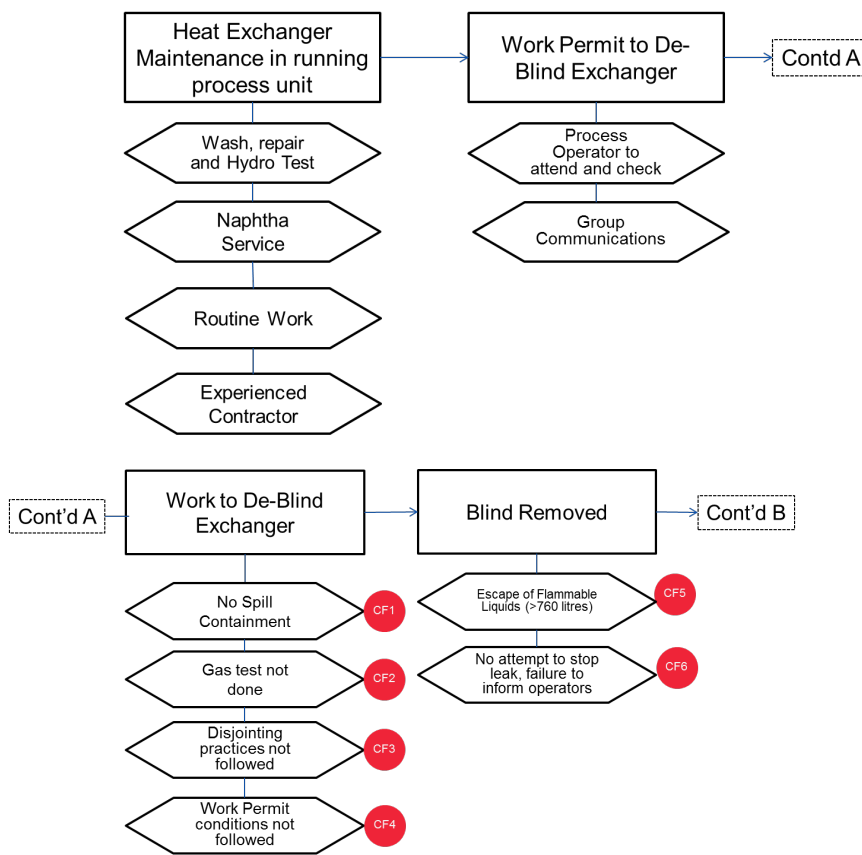 Heat Exchanger
Maintenance in running
process unit
Work Permit to De-
Blind Exchanger
Contd A
Wash, repair
and Hydro Test
Process
Operator to
attend and check
Naphtha
Service
Group
Communications
Routine Work
Experienced
Contractor
Cont’d A
Work to De-Blind
Exchanger
Blind Removed
Cont’d B
No Spill
Containment
CF1
Escape of Flammable
Liquids (>760 litres)
CF5
Gas test not
done
CF2
No attempt to stop
leak, failure to
inform operators
CF6
Disjointing
practices not
followed
CF3
Work Permit
conditions not
followed
CF4